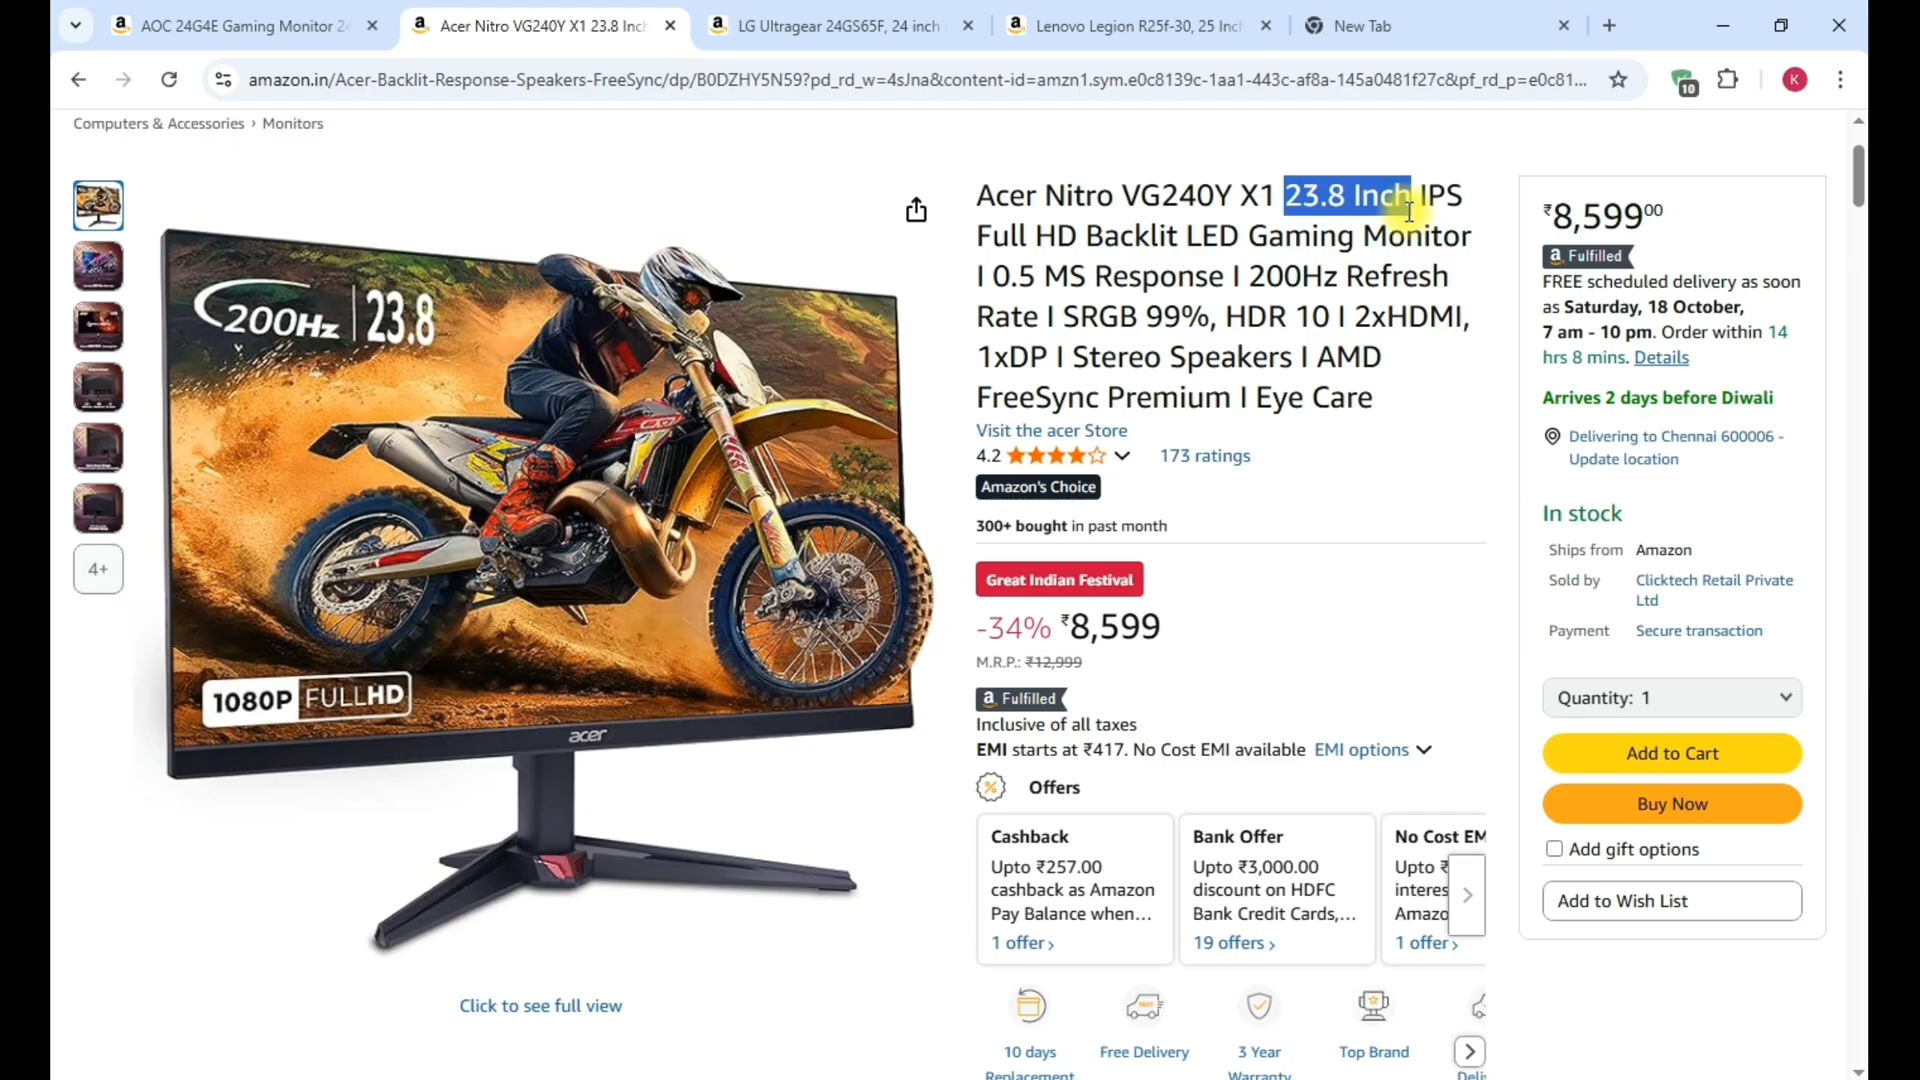 AOC 24G4E Gaming Monitor 24
Acer Nitro VG240Y X1 23.8 Inch
LG Ultragear 24GS65F, 24 inch
Lenovo Legion R25f-30, 25 Inch
New Tab
amazon.in/Acer-Backlit-Response-Speakers-FreeSync/dp/B0DZHY5N59?pd_rd_w=4sJna&content-id=amzn1.sym.e0c8139c-1aa1-443c-af8a-145a0481f27c&pf_rd_p=e0c81...
10
K
Computers & Accessories › Monitors
200Hz | 23.8
1080P FULLHD
acer
4+
Click to see full view
Acer Nitro VG240Y X1 23.8 Inch IPS
Full HD Backlit LED Gaming Monitor
I 0.5 MS Response I 200Hz Refresh
Rate I SRGB 99%, HDR 10 I 2xHDMI,
1xDP I Stereo Speakers I AMD
FreeSync Premium I Eye Care
Visit the acer Store
4.2 173 ratings
Amazon's Choice
300+ bought in past month
Great Indian Festival
-34% ₹8,599
M.R.P.: ₹12,999
a Fulfilled
Inclusive of all taxes
EMI starts at ₹417. No Cost EMI available EMI options
% Offers
Cashback
Upto ₹257.00
cashback as Amazon
Pay Balance when...
1 offer ›
Bank Offer
Upto ₹3,000.00
discount on HDFC
Bank Credit Cards,...
19 offers ›
No Cost EM
Upto ₹
interes
Amazo
1 offer ›
10 days
Replacement
Free Delivery
3 Year
Warranty
Top Brand
₹8,599.00
a Fulfilled
FREE scheduled delivery as soon
as Saturday, 18 October,
7 am - 10 pm. Order within 14
hrs 8 mins. Details
Arrives 2 days before Diwali
Delivering to Chennai 600006 -
Update location
In stock
Ships from Amazon
Sold by Clicktech Retail Private
Ltd
Payment Secure transaction
Quantity: 1
Add to Cart
Buy Now
Add gift options
Add to Wish List